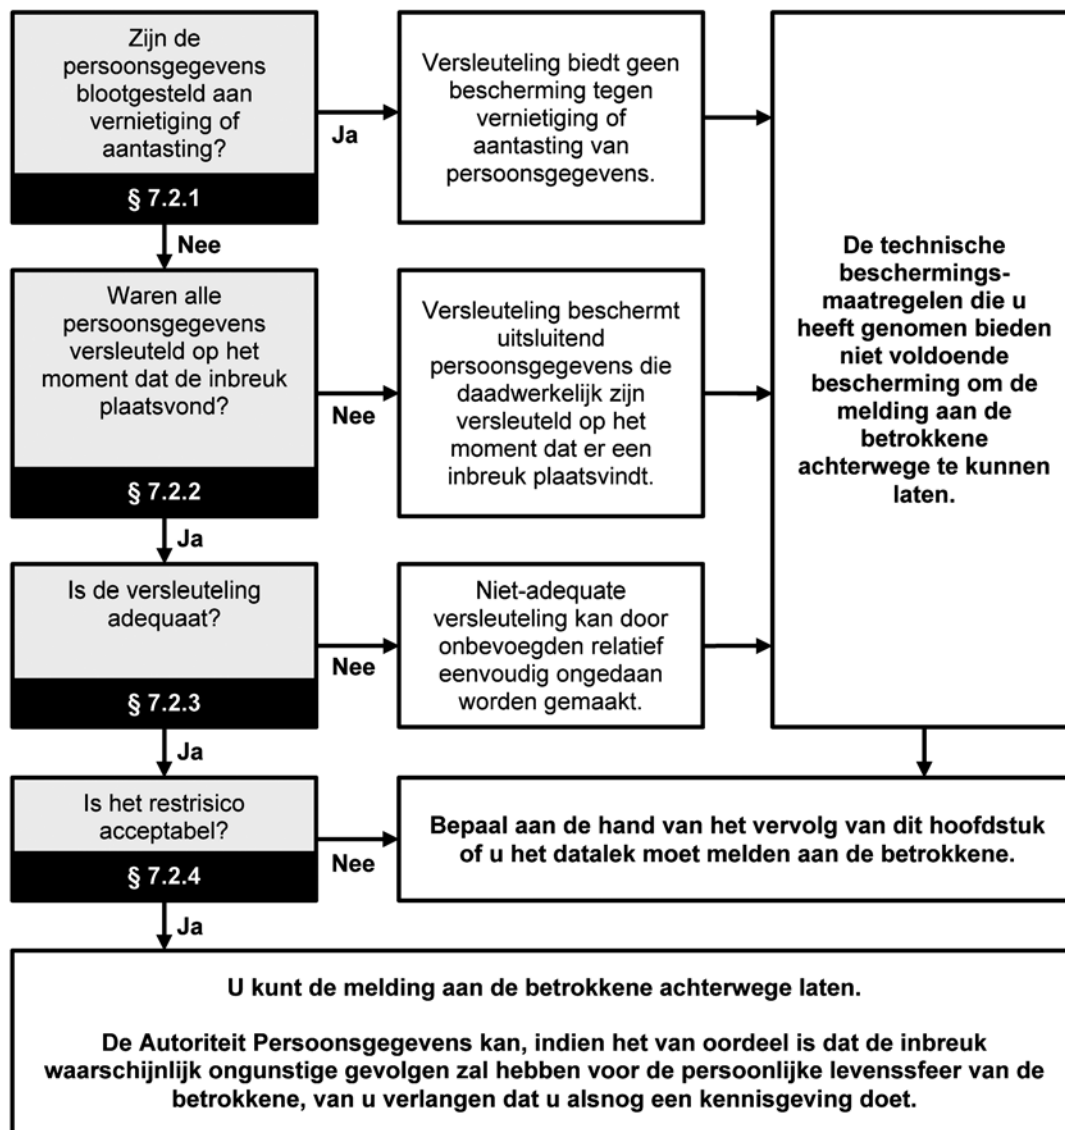 Zijn de
persoonsgegevens
blootgesteld aan
vernietiging of
aantasting?
§ 7.2.1
Ja
Versleuteling biedt geen
bescherming tegen
vernietiging of
aantasting van
persoonsgegevens.
Nee
Waren alle
persoonsgegevens
versleuteld op het
moment dat de inbreuk
plaatsvond?
§ 7.2.2
Nee
Versleuteling beschermt
uitsluitend
persoonsgegevens die
daadwerkelijk zijn
versleuteld op het
moment dat er een
inbreuk plaatsvindt.
De technische
beschermings-
maatregelen die u
heeft genomen bieden
niet voldoende
bescherming om de
melding aan de
betrokkene
achterwege te kunnen
laten.
Ja
Is de versleuteling
adequaat?
§ 7.2.3
Nee
Niet-adequate
versleuteling kan door
onbevoegden relatief
eenvoudig ongedaan
worden gemaakt.
Ja
Is het restrisico
acceptabel?
§ 7.2.4
Nee
Bepaal aan de hand van het vervolg van dit hoofdstuk
of u het datalek moet melden aan de betrokkene.
Ja
U kunt de melding aan de betrokkene achterwege laten.
De Autoriteit Persoonsgegevens kan, indien het van oordeel is dat de inbreuk
waarschijnlijk ongunstige gevolgen zal hebben voor de persoonlijke levenssfeer van de
betrokkene, van u verlangen dat u alsnog een kennisgeving doet.